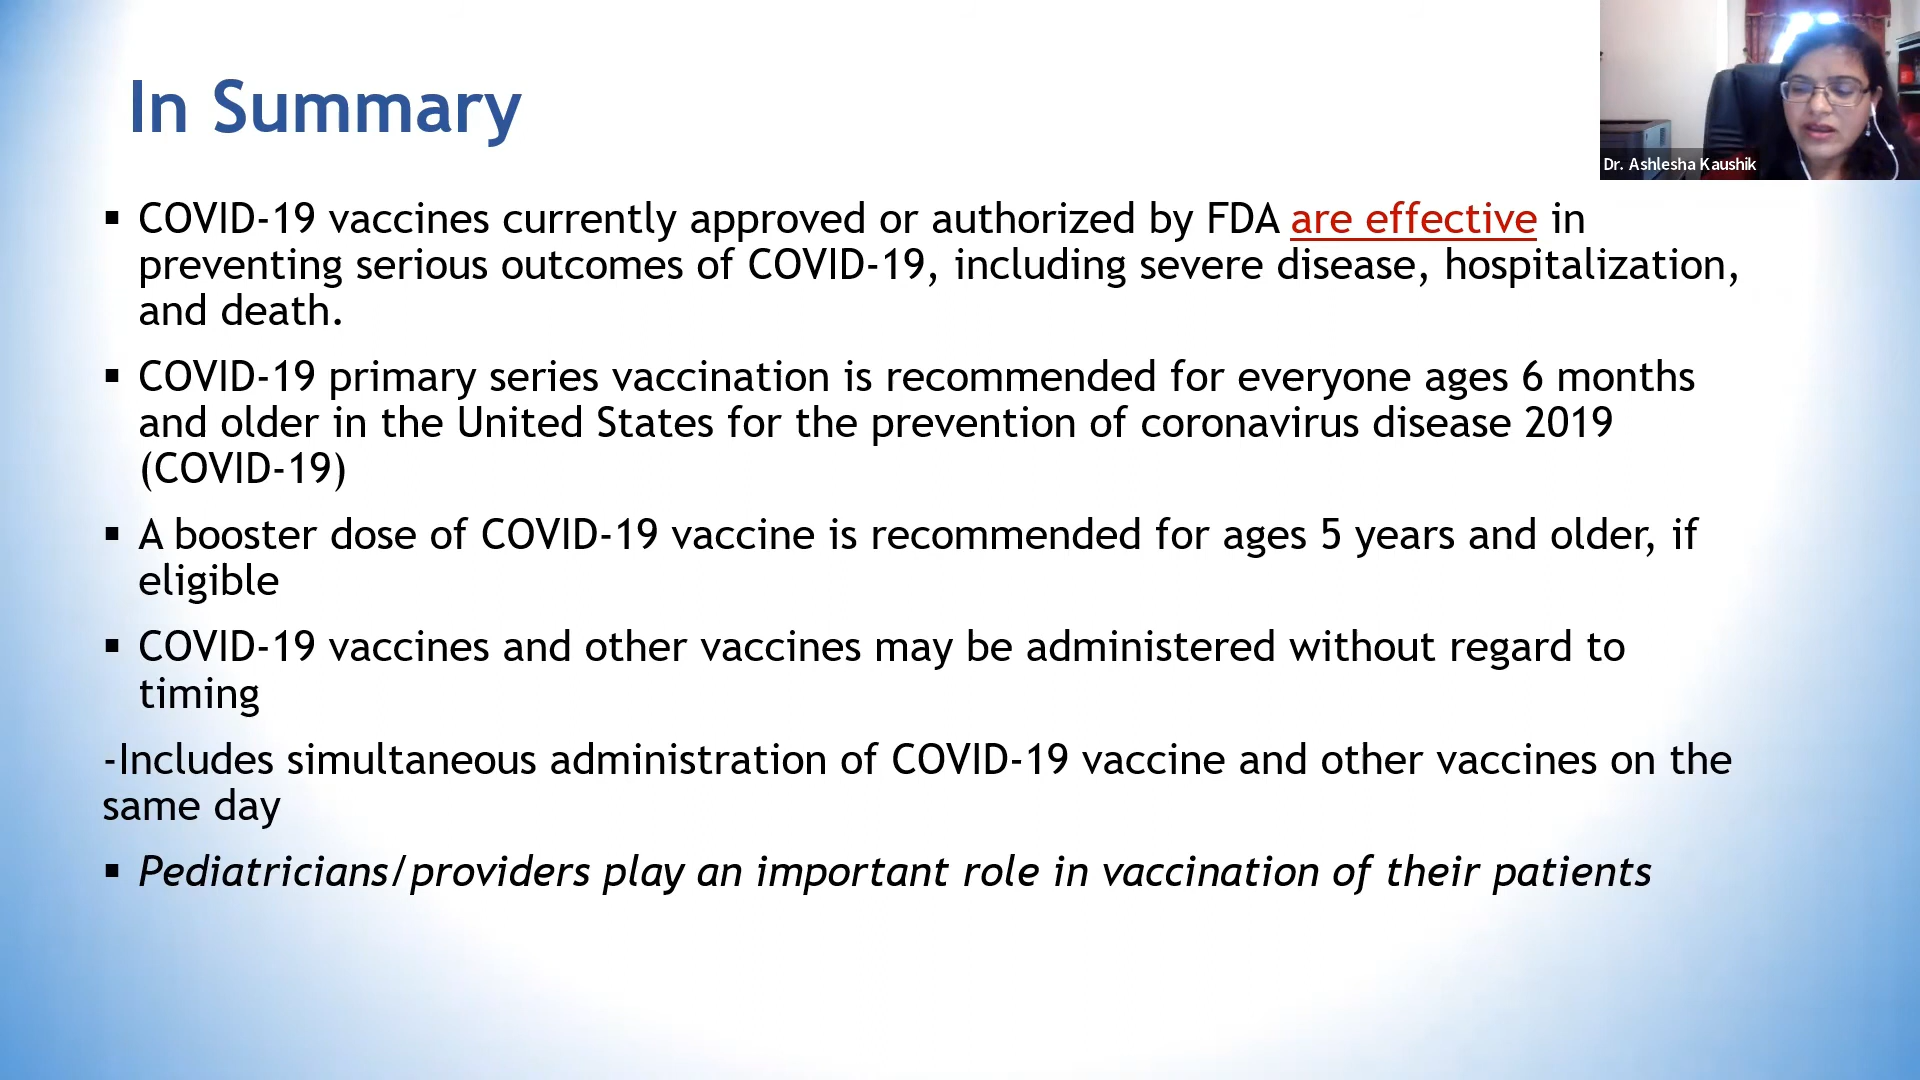 In Summary
Dr. Ashlesha Kaushik
▪ COVID-19 vaccines currently approved or authorized by FDA are effective in
preventing serious outcomes of COVID-19, including severe disease, hospitalization,
and death.
▪ COVID-19 primary series vaccination is recommended for everyone ages 6 months
and older in the United States for the prevention of coronavirus disease 2019
(COVID-19)
▪ A booster dose of COVID-19 vaccine is recommended for ages 5 years and older, if
eligible
▪ COVID-19 vaccines and other vaccines may be administered without regard to
timing
-Includes simultaneous administration of COVID-19 vaccine and other vaccines on the
same day
▪ Pediatricians/providers play an important role in vaccination of their patients